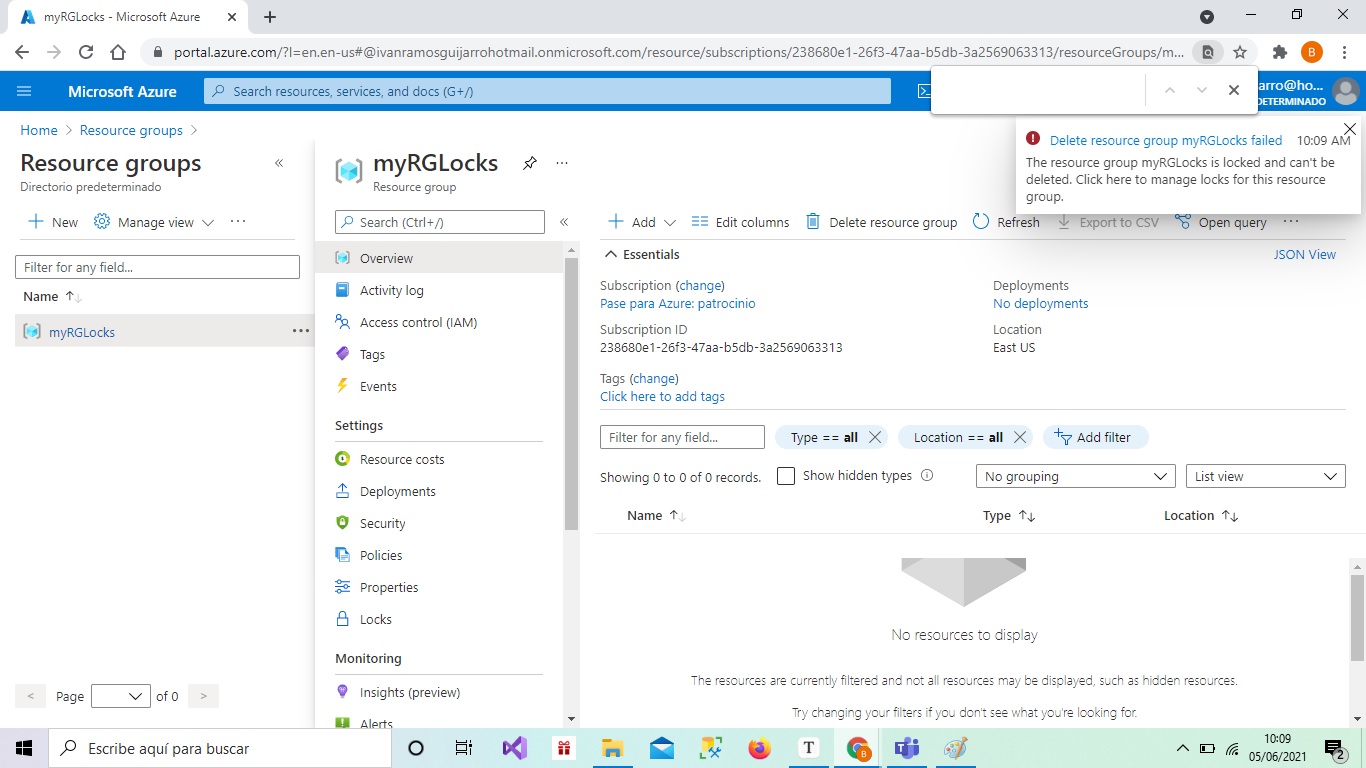 myRGLocks - Microsoft Azure
portal.azure.com/?l=en.en-us#@ivanramosguijarrohotmail.onmicrosoft.com/resource/subscriptions/238680e1-26f3-47aa-b5db-3a2569063313/resourceGroups/m...
B
Microsoft Azure
Search resources, services, and docs (G+/)
arro@ho...
DETERMINADO
Home > Resource groups >
Delete resource group myRGLocks failed 10:09 AM
The resource group myRGLocks is locked and can't be
deleted. Click here to manage locks for this resource
group.
Resource groups
Directorio predeterminado
New
Manage view
Filter for any field...
Name
myRGLocks
< Page of 0 >
myRGLocks
Resource group
Search (Ctrl+/)
Overview
Activity log
Access control (IAM)
Tags
Events
Settings
Resource costs
Deployments
Security
Policies
Properties
Locks
Monitoring
Insights (preview)
Alerts
Add
Edit columns
Delete resource group
Refresh
Export to CSV
Open query
Essentials
JSON View
Subscription (change)
Pase para Azure: patrocinio
Subscription ID
238680e1-26f3-47aa-b5db-3a2569063313
Tags (change)
Click here to add tags
Deployments
No deployments
Location
East US
Filter for any field...
Type == all
Location == all
Add filter
Showing 0 to 0 of 0 records.
Show hidden types
No grouping
List view
Name
Type
Location
No resources to display
The resources are currently filtered and not all resources may be displayed, such as hidden resources.
Try changing your filters if you don't see what you're looking for.
Escribe aquí para buscar
T
B
10:09
05/06/2021
2